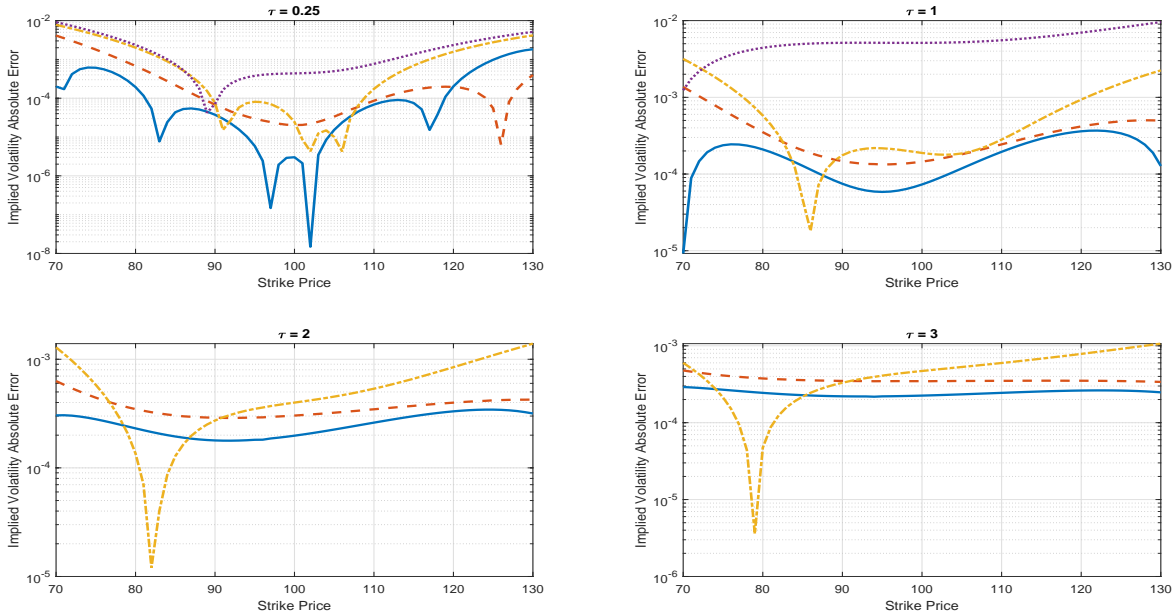 τ = 0.25
Implied Volatility Absolute Error
10^-2
10^-4
10^-6
10^-8
70 80 90 100 110 120 130
Strike Price
τ = 1
Implied Volatility Absolute Error
10^-2
10^-3
10^-4
10^-5
70 80 90 100 110 120 130
Strike Price
τ = 2
Implied Volatility Absolute Error
10^-3
10^-4
10^-5
70 80 90 100 110 120 130
Strike Price
τ = 3
Implied Volatility Absolute Error
10^-3
10^-4
10^-5
10^-6
70 80 90 100 110 120 130
Strike Price